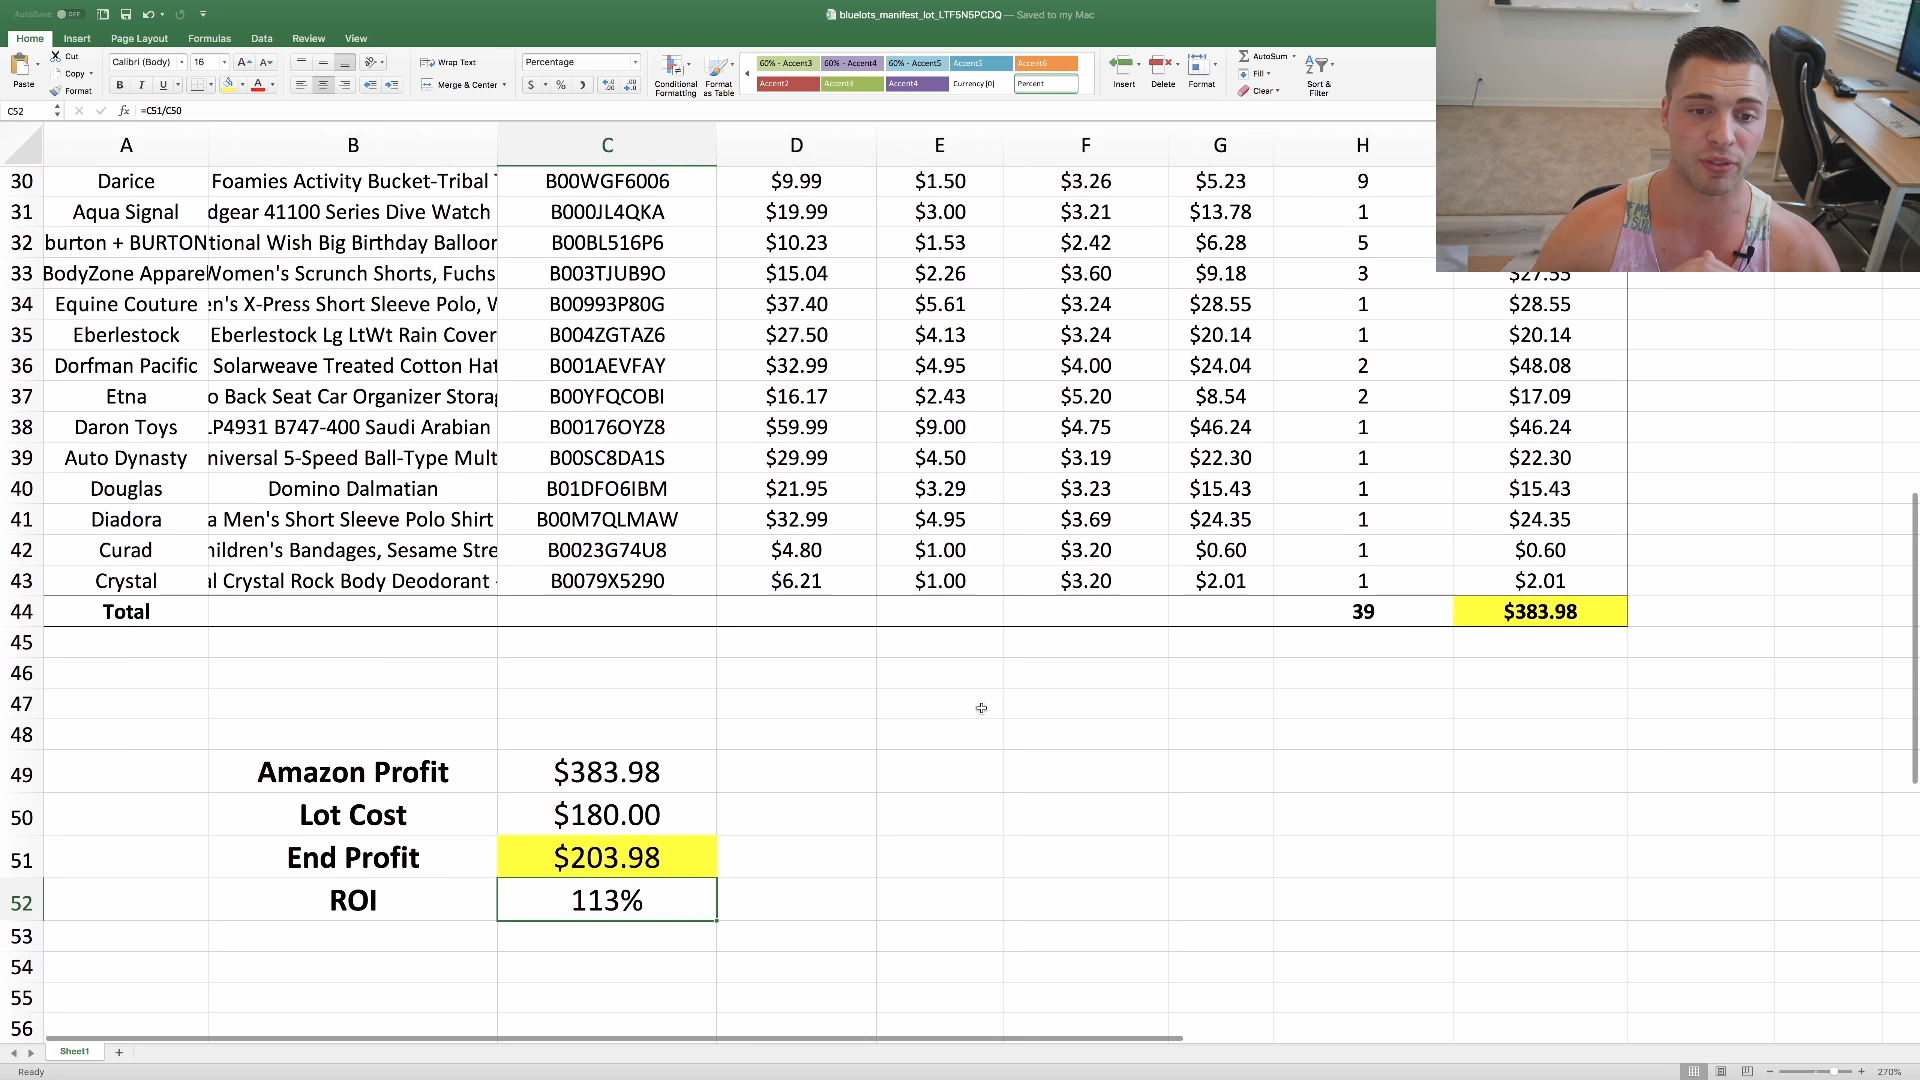 AutoSave OFF
bluelots_manifest_lot_LTF5N5PCDQ — Saved to my Mac
Home Insert Page Layout Formulas Data Review View
Paste Cut Copy Format
Calibri (Body) 16
B I U
Wrap Text
Merge & Center
Percentage
Conditional Formatting
Format as Table
60% - Accent3 60% - Accent4 60% - Accent5 Accent5 Accent6
Accent2 Accent3 Accent4 Currency [0] Percent
Insert Delete Format
AutoSum
Fill
Clear
Sort & Filter
C52 fx =C51/C50
A B C D E F G H
30 Darice Foamies Activity Bucket-Tribal B00WGF6006 $9.99 $1.50 $3.26 $5.23 9
31 Aqua Signal dgear 41100 Series Dive Watch B000JL4QKA $19.99 $3.00 $3.21 $13.78 1
32 burton + BURTON tional Wish Big Birthday Balloor B00BL516P6 $10.23 $1.53 $2.42 $6.28 5
33 BodyZone Appare Women's Scrunch Shorts, Fuchs B003TJUB9O $15.04 $2.26 $3.60 $9.18 3 $27.55
34 Equine Couture en's X-Press Short Sleeve Polo, W B00993P80G $37.40 $5.61 $3.24 $28.55 1 $28.55
35 Eberlestock Eberlestock Lg LtWt Rain Cover B004ZGTAZ6 $27.50 $4.13 $3.24 $20.14 1 $20.14
36 Dorfman Pacific Solarweave Treated Cotton Hat B001AEVFAY $32.99 $4.95 $4.00 $24.04 2 $48.08
37 Etna o Back Seat Car Organizer Storag B00YFQCOBI $16.17 $2.43 $5.20 $8.54 2 $17.09
38 Daron Toys LP4931 B747-400 Saudi Arabian B00176OYZ8 $59.99 $9.00 $4.75 $46.24 1 $46.24
39 Auto Dynasty niversal 5-Speed Ball-Type Mult B00SC8DA1S $29.99 $4.50 $3.19 $22.30 1 $22.30
40 Douglas Domino Dalmatian B01DFO6IBM $21.95 $3.29 $3.23 $15.43 1 $15.43
41 Diadora a Men's Short Sleeve Polo Shirt B00M7QLMAW $32.99 $4.95 $3.69 $24.35 1 $24.35
42 Curad hildren's Bandages, Sesame Stre B0023G74U8 $4.80 $1.00 $3.20 $0.60 1 $0.60
43 Crystal al Crystal Rock Body Deodorant - B0079X5290 $6.21 $1.00 $3.20 $2.01 1 $2.01
44 Total 39 $383.98
45
46
47
48
49 Amazon Profit $383.98
50 Lot Cost $180.00
51 End Profit $203.98
52 ROI 113%
53
54
55
56
Sheet1 +
Ready 270%